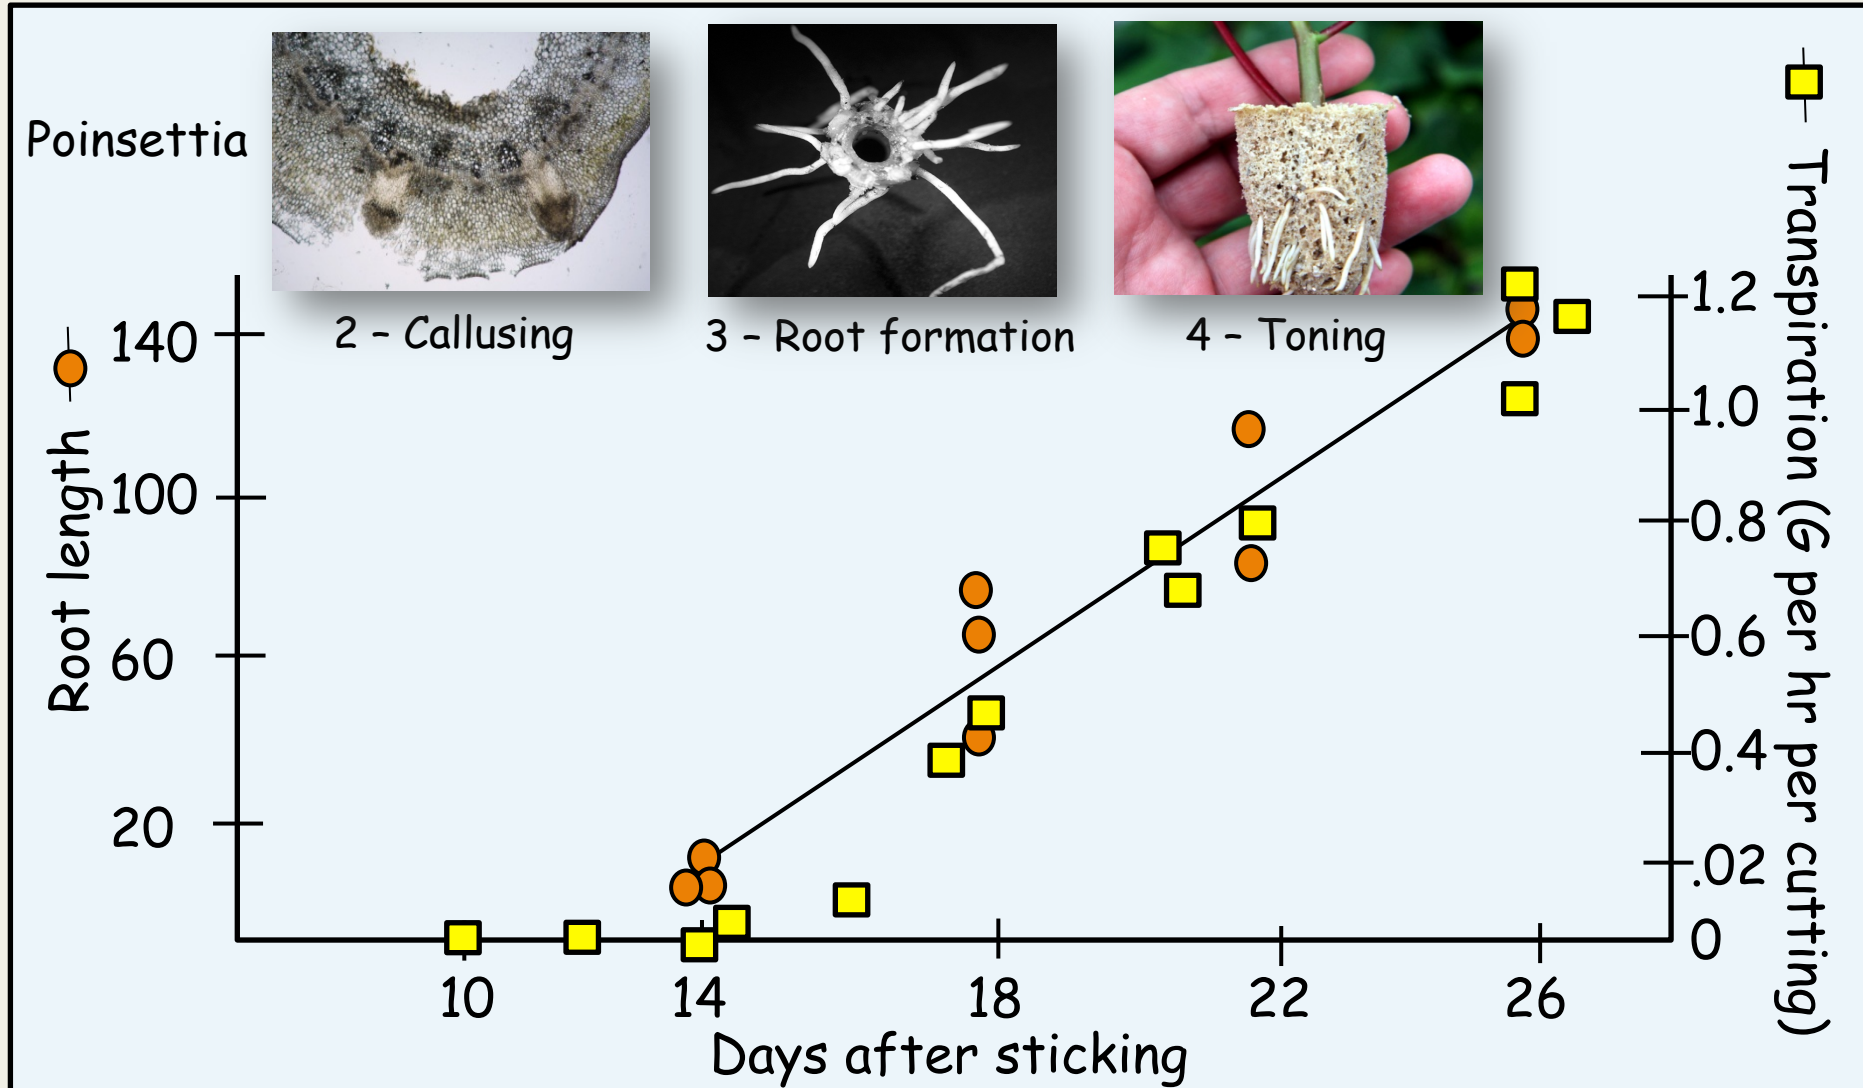 Poinsettia
2 – Callusing
3 – Root formation
4 – Toning
Root length
140
100
60
20
1.2
1.0
0.8
0.6
0.4
.02
0
Transpiration (G per hr per cutting)
10
14
18
22
26
Days after sticking